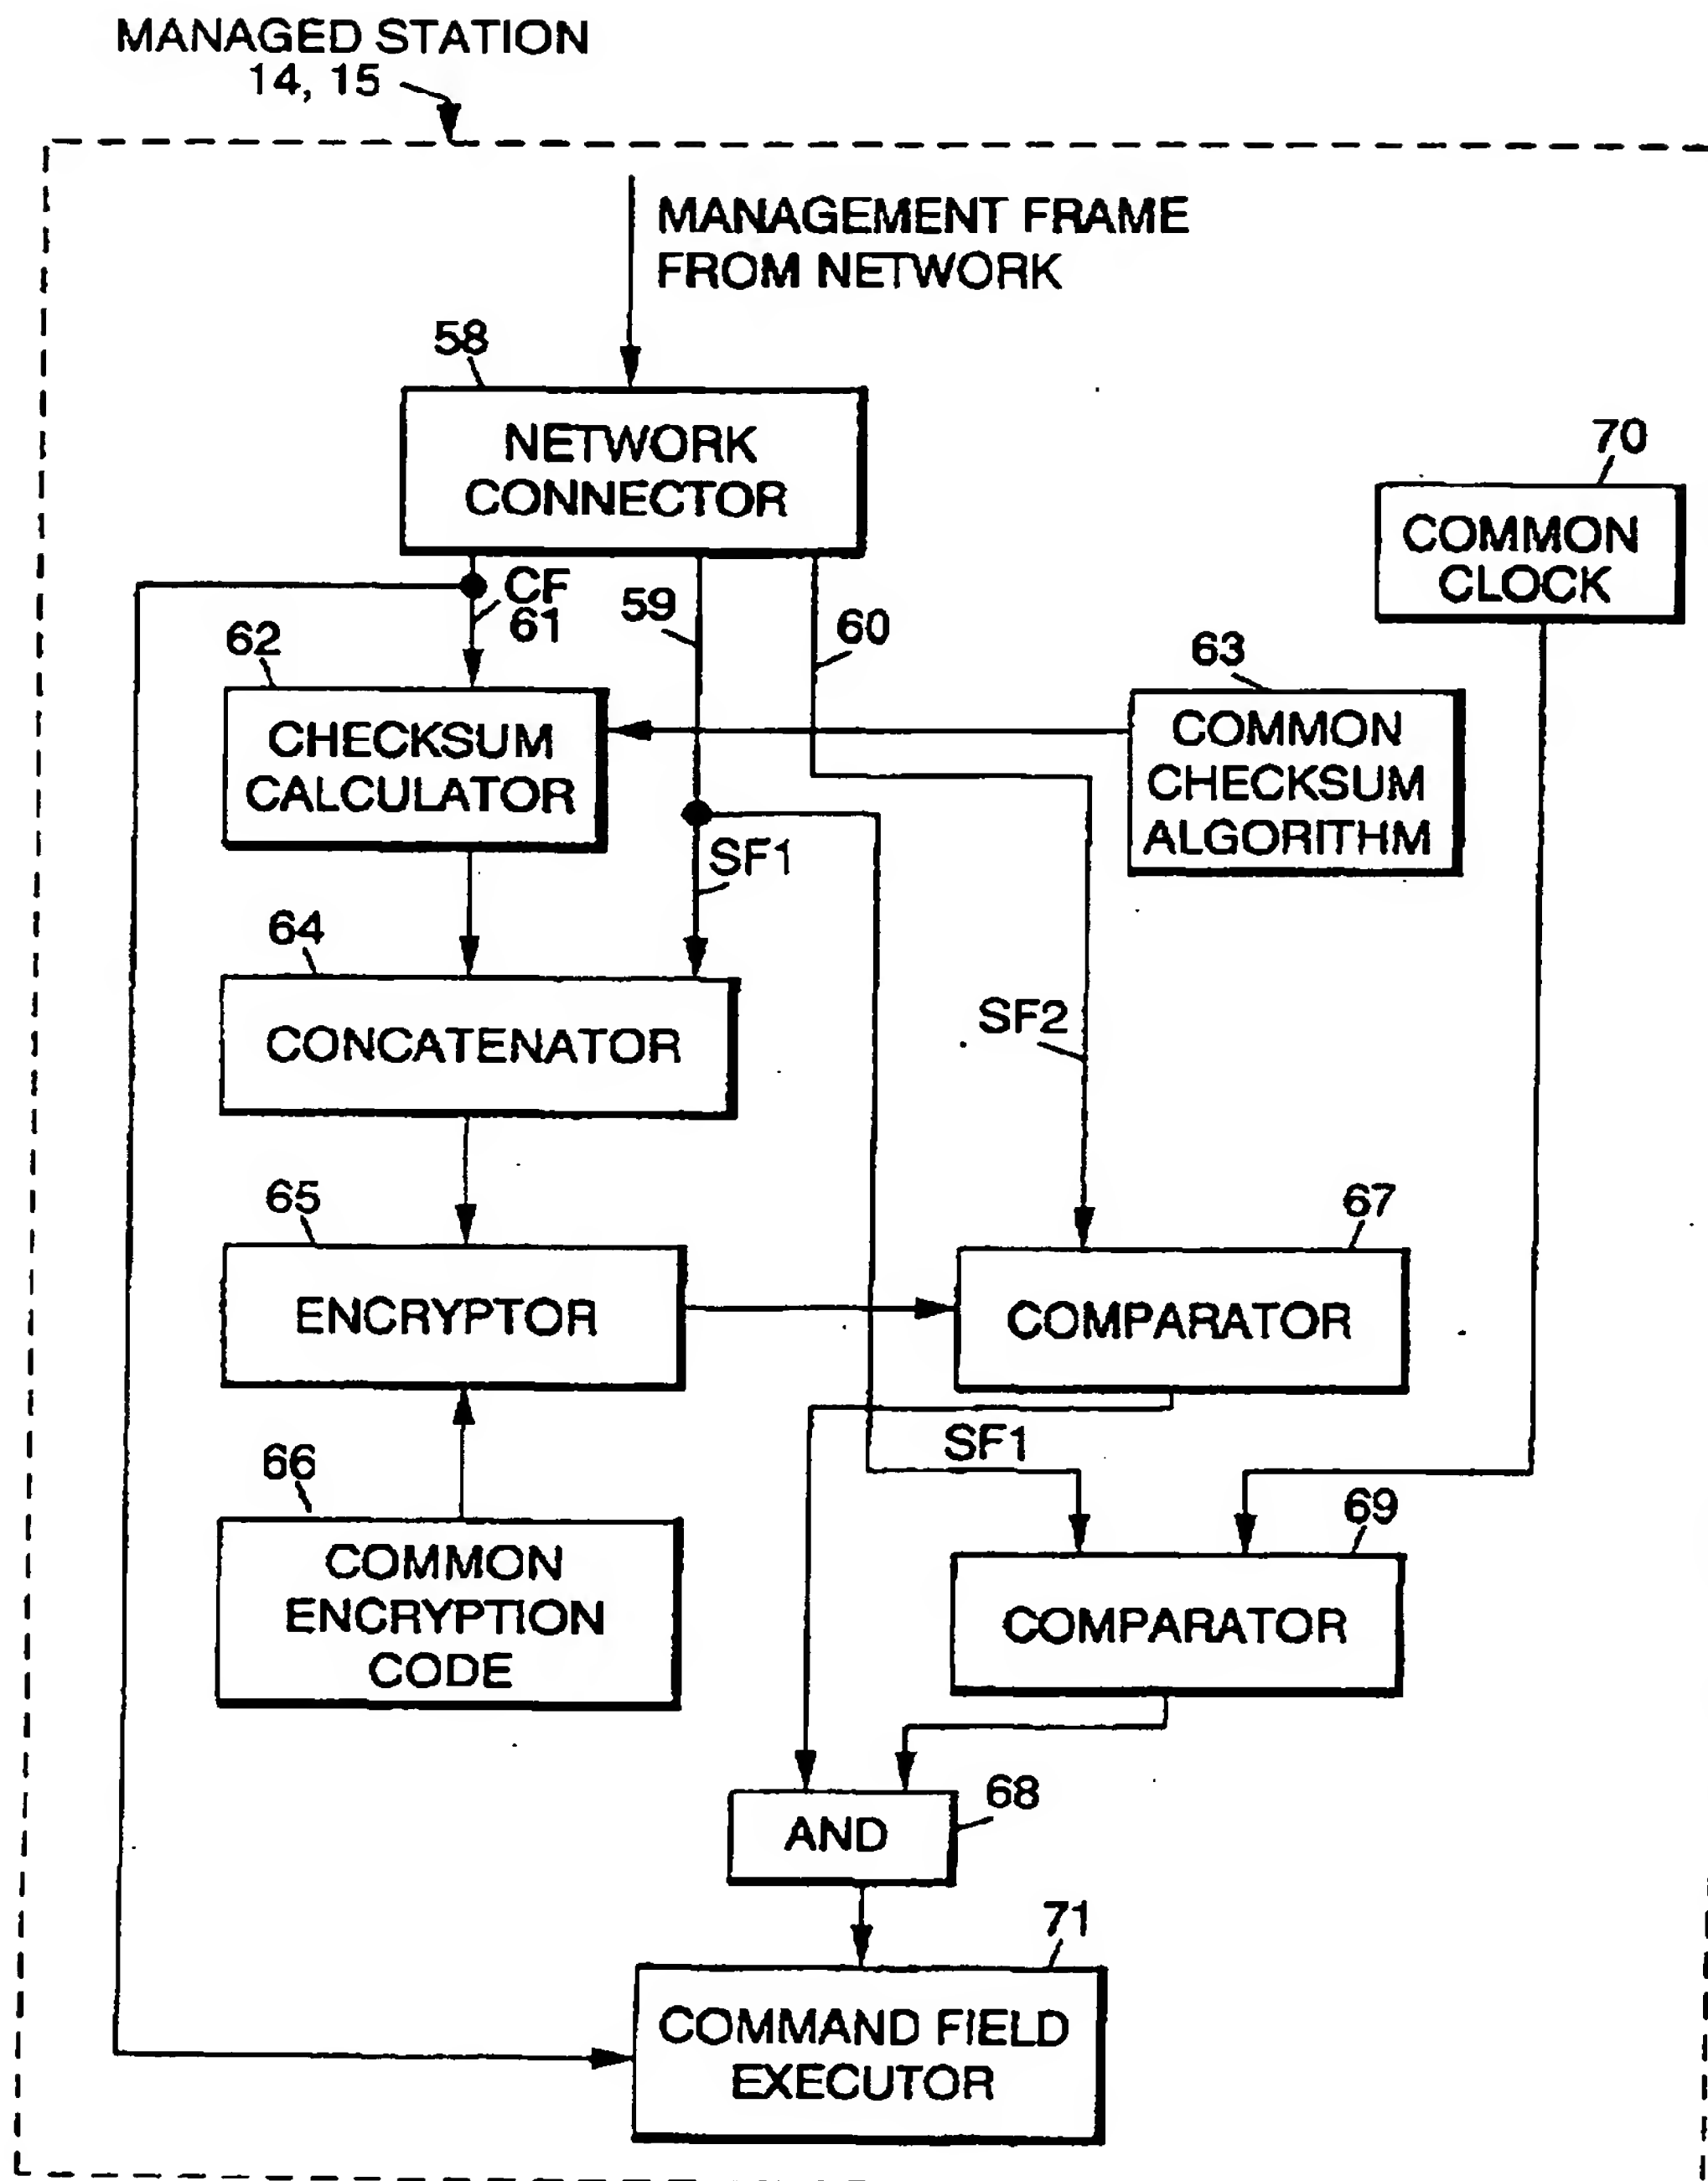 MANAGED STATION
14, 15
MANAGEMENT FRAME
FROM NETWORK
58
NETWORK
CONNECTOR
70
COMMON
CLOCK
CF
61
59
60
62
CHECKSUM
CALCULATOR
63
COMMON
CHECKSUM
ALGORITHM
SF1
64
CONCATENATOR
SF2
65
ENCRYPTOR
67
COMPARATOR
SF1
66
COMMON
ENCRYPTION
CODE
69
COMPARATOR
68
AND
71
COMMAND FIELD
EXECUTOR